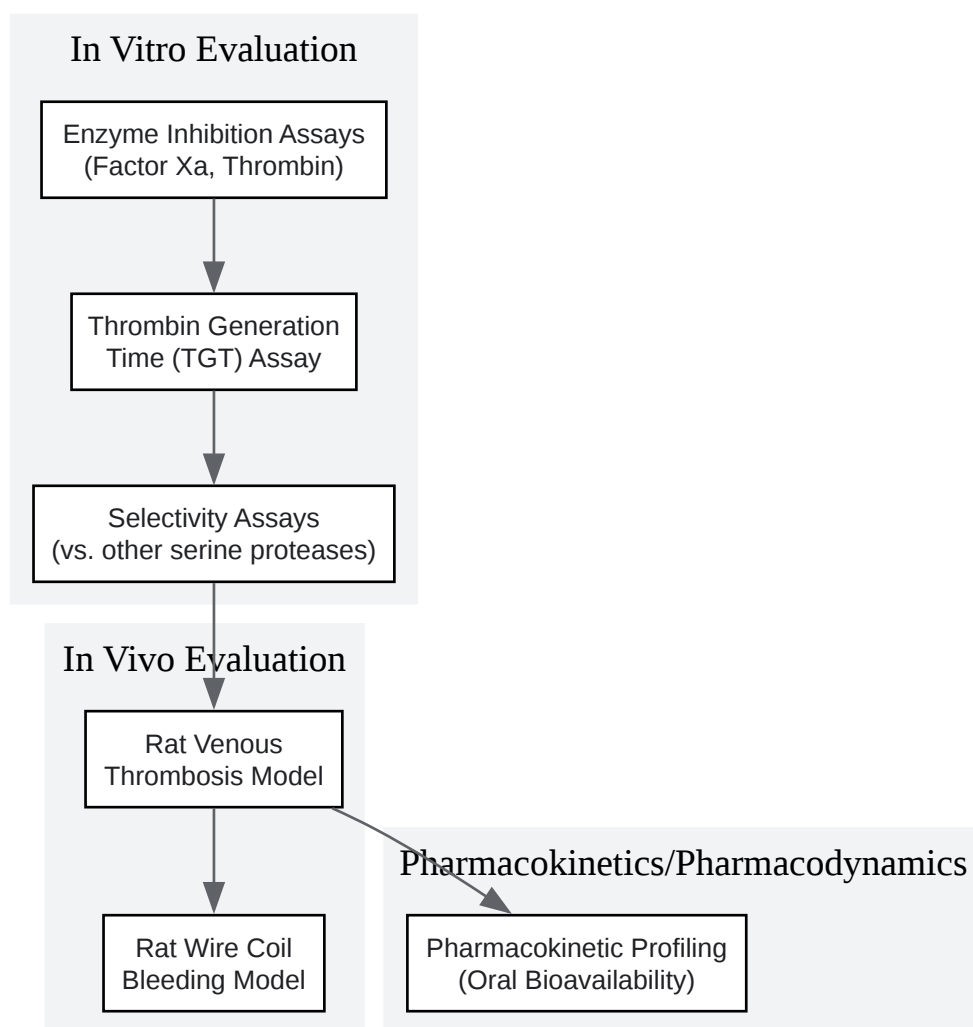 In Vitro Evaluation
Enzyme Inhibition Assays
(Factor Xa, Thrombin)
Thrombin Generation
Time (TGT) Assay
Selectivity Assays
(vs. other serine proteases)
In Vivo Evaluation
Rat Venous
Thrombosis Model
Rat Wire Coil
Bleeding Model
Pharmacokinetics/Pharmacodynamics
Pharmacokinetic Profiling
(Oral Bioavailability)